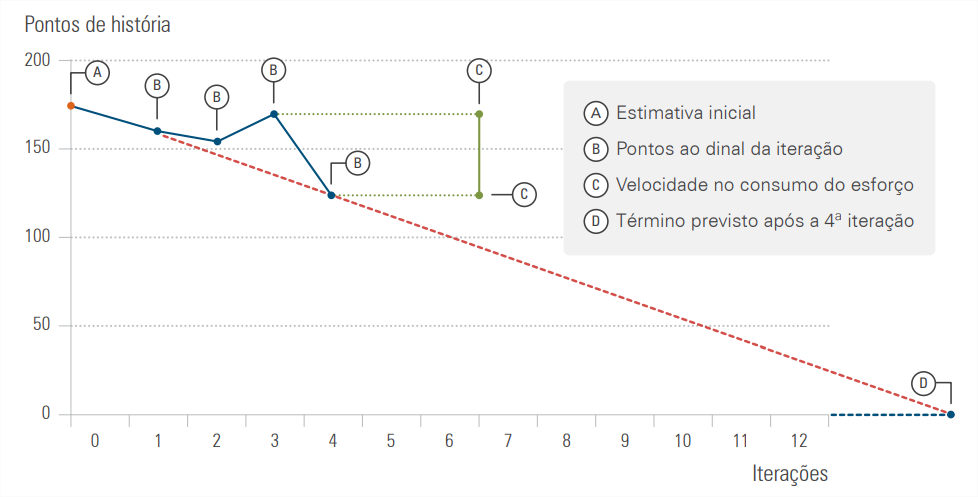 Pontos de história
200
A
B
B
B
C
150
B
C
100
50
0
D
0 1 2 3 4 5 6 7 8 9 10 11 12
Iterações
A Estimativa inicial
B Pontos ao dinal da iteração
C Velocidade no consumo do esforço
D Término previsto após a 4ª iteração